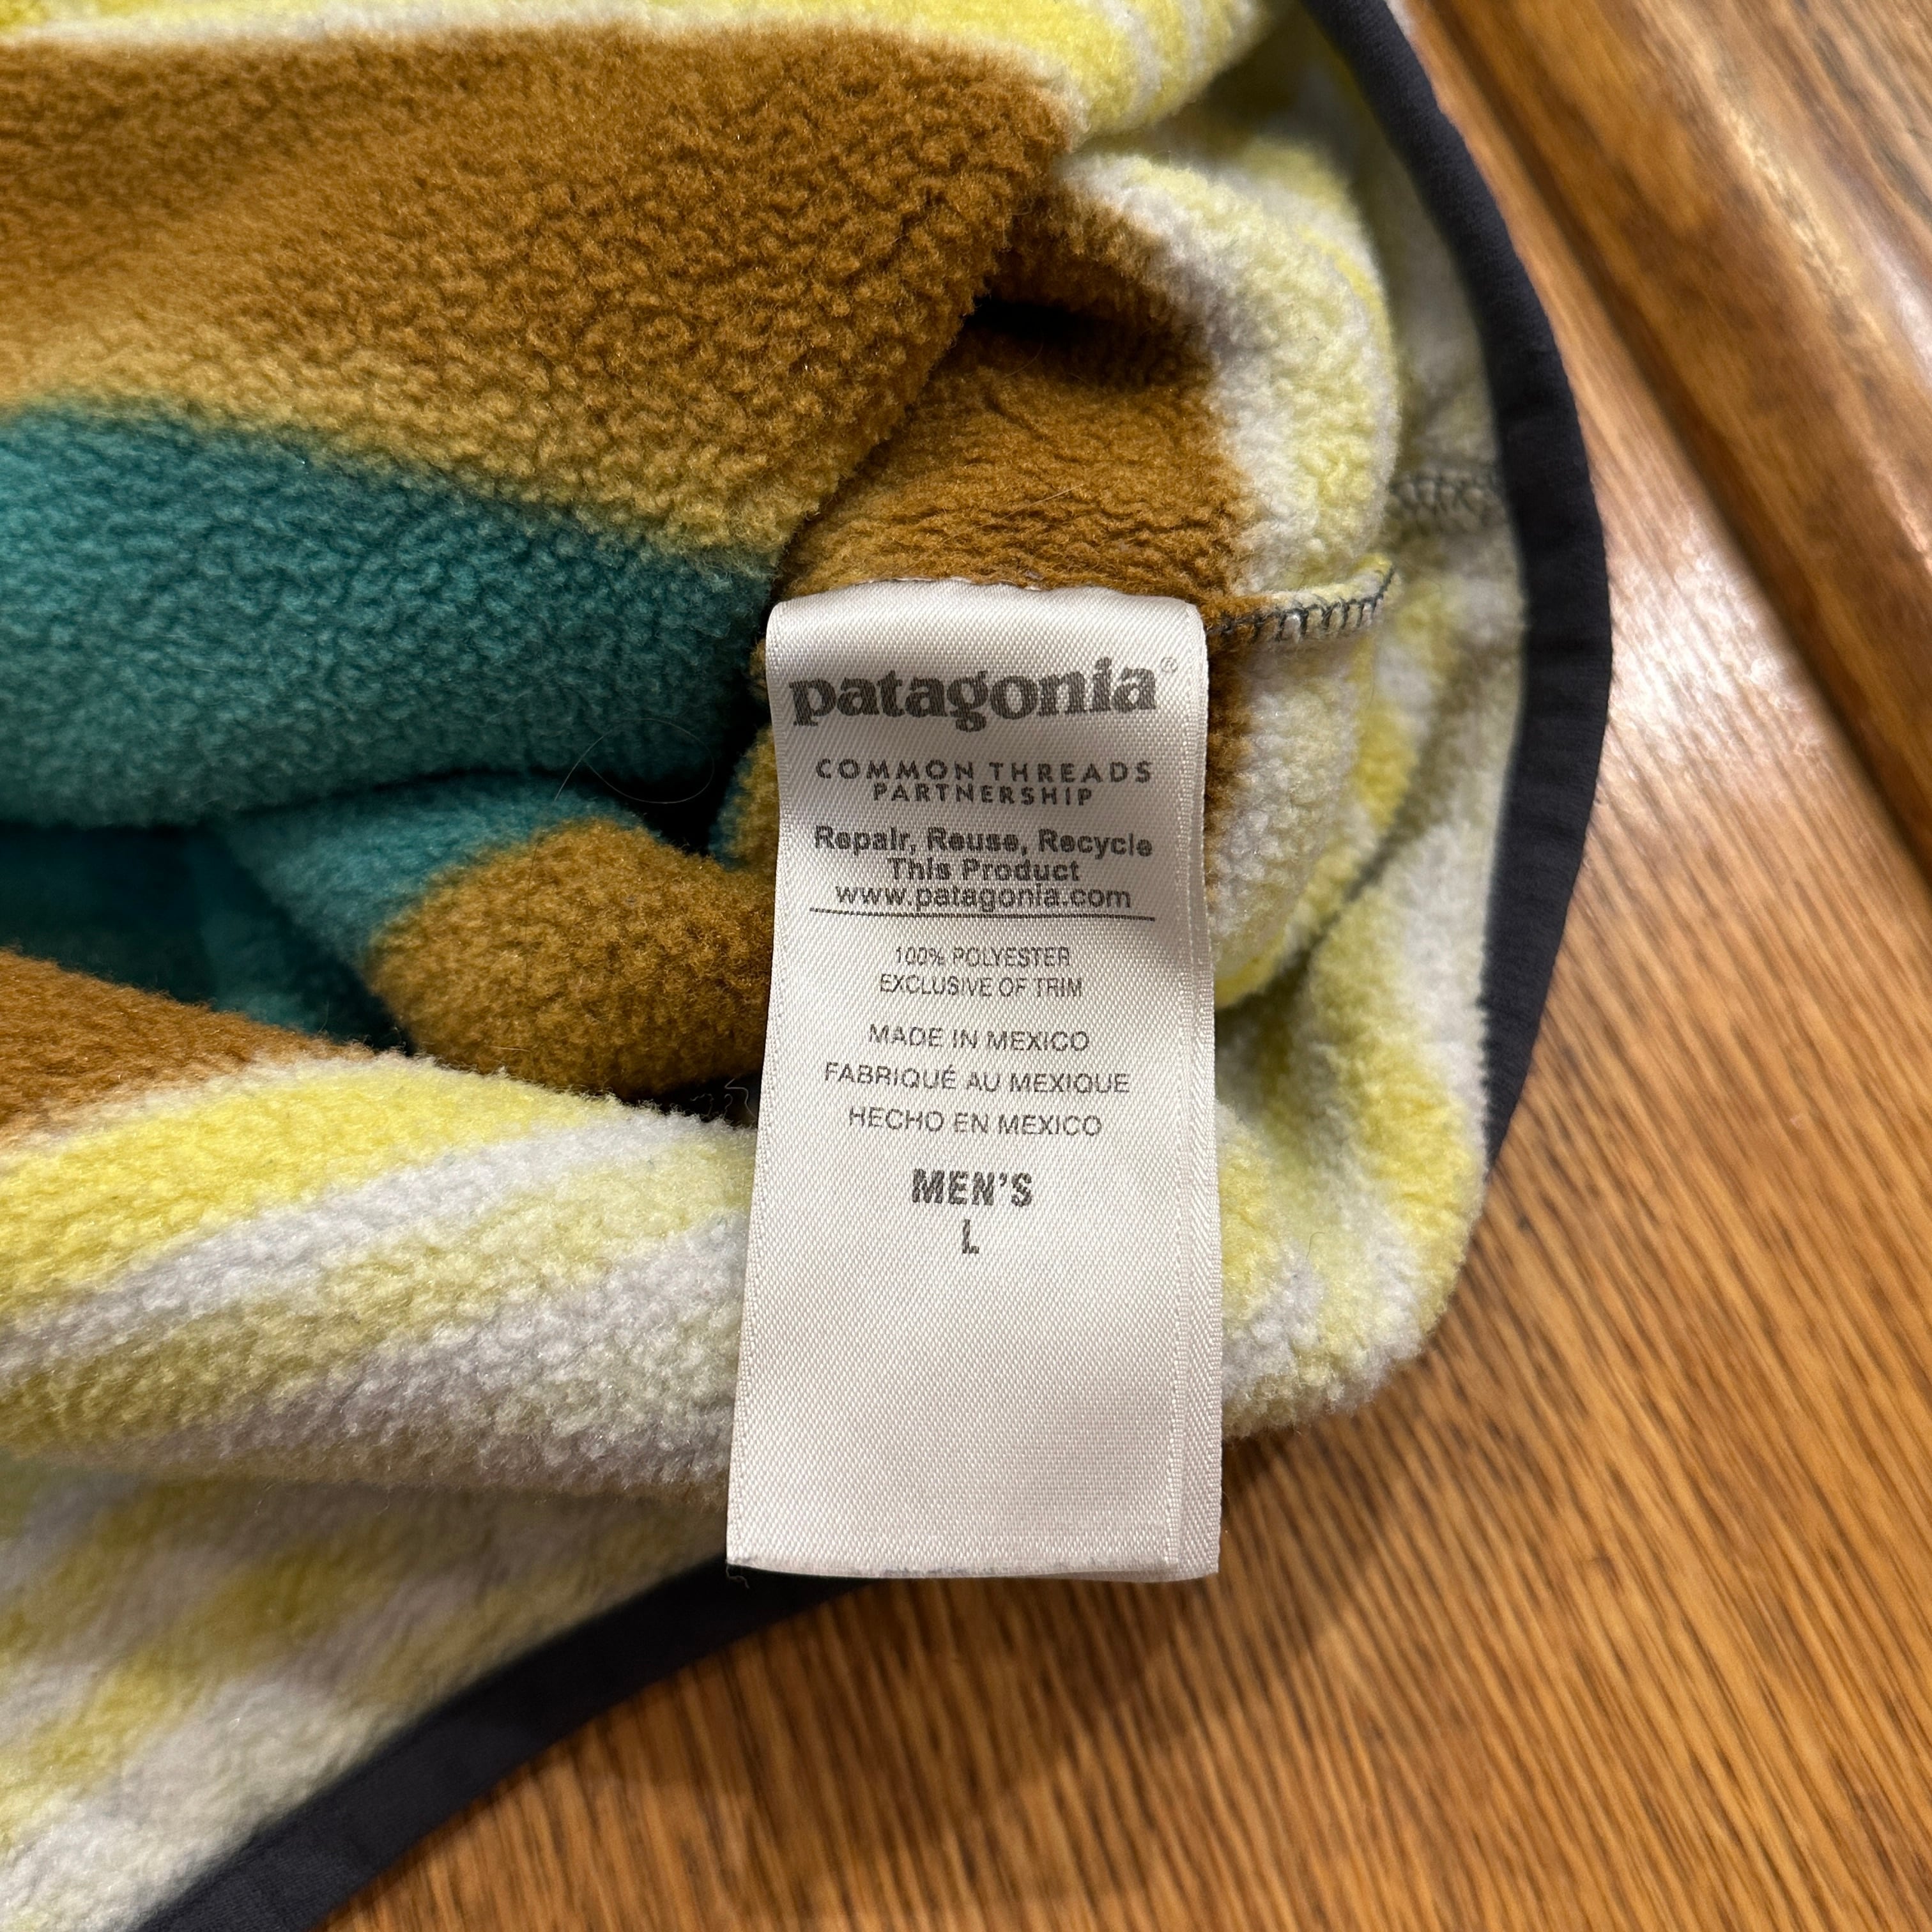 patagonia®
COMMON THREADS
PARTNERSHIP
Repair, Reuse, Recycle
This Product
www.patagonia.com
100% POLYESTER
EXCLUSIVE OF TRIM
MADE IN MEXICO
FABRIQUÉ AU MEXIQUE
HECHO EN MEXICO
MEN'S
L